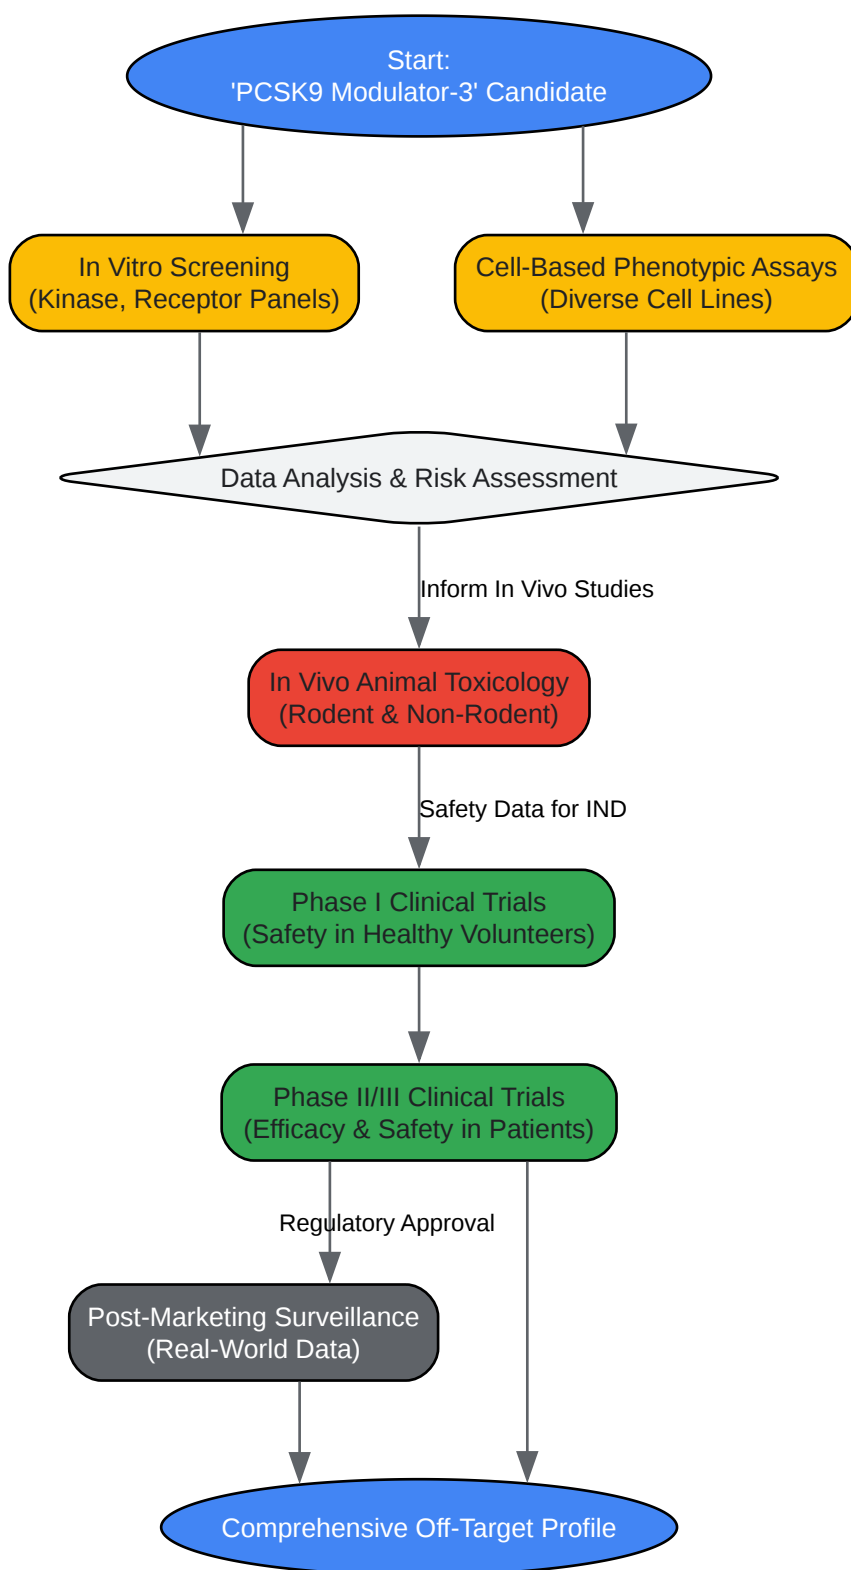 Start:
'PCSK9 Modulator-3' Candidate
In Vitro Screening
(Kinase, Receptor Panels)
Cell-Based Phenotypic Assays
(Diverse Cell Lines)
Data Analysis & Risk Assessment
Inform In Vivo Studies
In Vivo Animal Toxicology
(Rodent & Non-Rodent)
Safety Data for IND
Phase I Clinical Trials
(Safety in Healthy Volunteers)
Phase II/III Clinical Trials
(Efficacy & Safety in Patients)
Regulatory Approval
Post-Marketing Surveillance
(Real-World Data)
Comprehensive Off-Target Profile